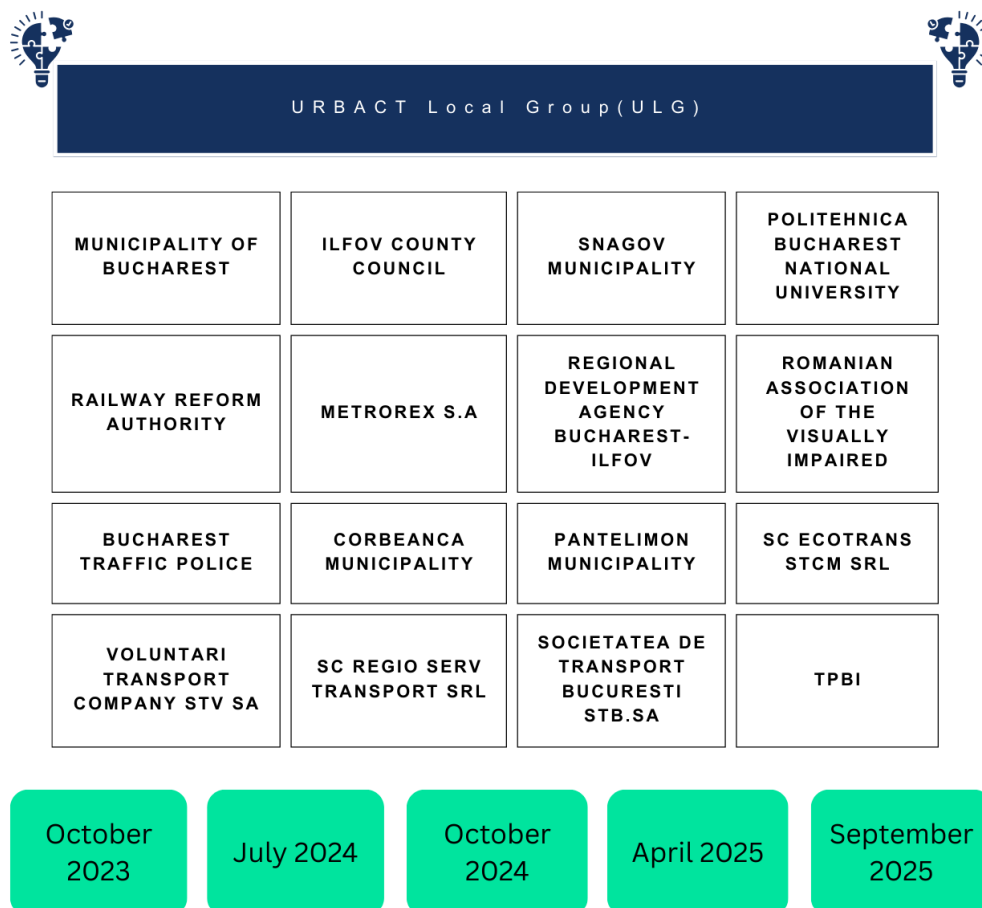 URBACT Local Group(ULG)
MUNICIPALITY OF
BUCHAREST
ILFOV COUNTY
COUNCIL
SNAGOV
MUNICIPALITY
POLITEHNICA
BUCHAREST
NATIONAL
UNIVERSITY
RAILWAY REFORM
AUTHORITY
METROREX S.A
REGIONAL
DEVELOPMENT
AGENCY
BUCHAREST-
ILFOV
ROMANIAN
ASSOCIATION
OF THE
VISUALLY
IMPAIRED
BUCHAREST
TRAFFIC POLICE
CORBEANCA
MUNICIPALITY
PANTELIMON
MUNICIPALITY
SC ECOTRANS
STCM SRL
VOLUNTARI
TRANSPORT
COMPANY STV SA
SC REGIO SERV
TRANSPORT SRL
SOCIETATEA DE
TRANSPORT
BUCURESTI
STB.SA
TPBI
October
2023
July 2024
October
2024
April 2025
September
2025